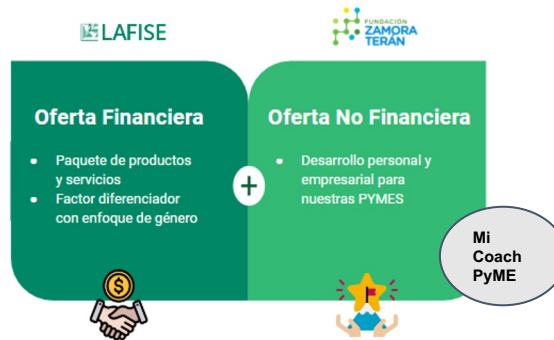 LAFISE
FUNDACIÓN
ZAMORA
TERÁN
Oferta Financiera
• Paquete de productos
y servicios
• Factor diferenciador
con enfoque de género
+
Oferta No Financiera
• Desarrollo personal y
empresarial para
nuestras PYMES
Mi
Coach
PyME
$